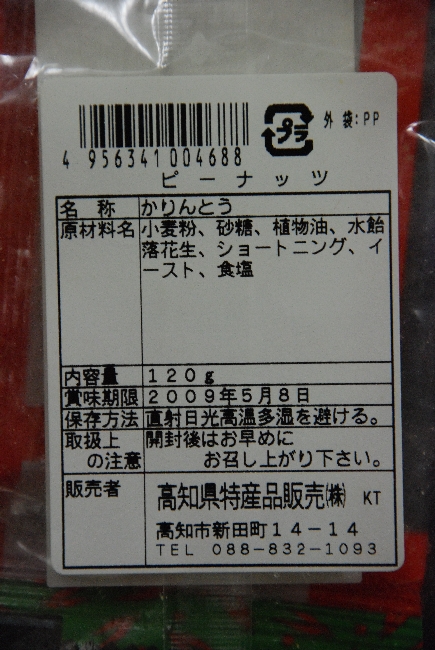 プラ
外袋:PP
4 956341 004688
ピーナッツ
名称 かりんとう
原材料名 小麦粉、砂糖、植物油、水飴
落花生、ショートニング、イ
ースト、食塩
内容量 120g
賞味期限 2009年5月8日
保存方法 直射日光高温多湿を避ける。
取扱上 開封後はお早めに
の注意 お召し上がり下さい。
販売者 高知県特産品販売㈱ KT
高知市新田町14-14
TEL 088-832-1093